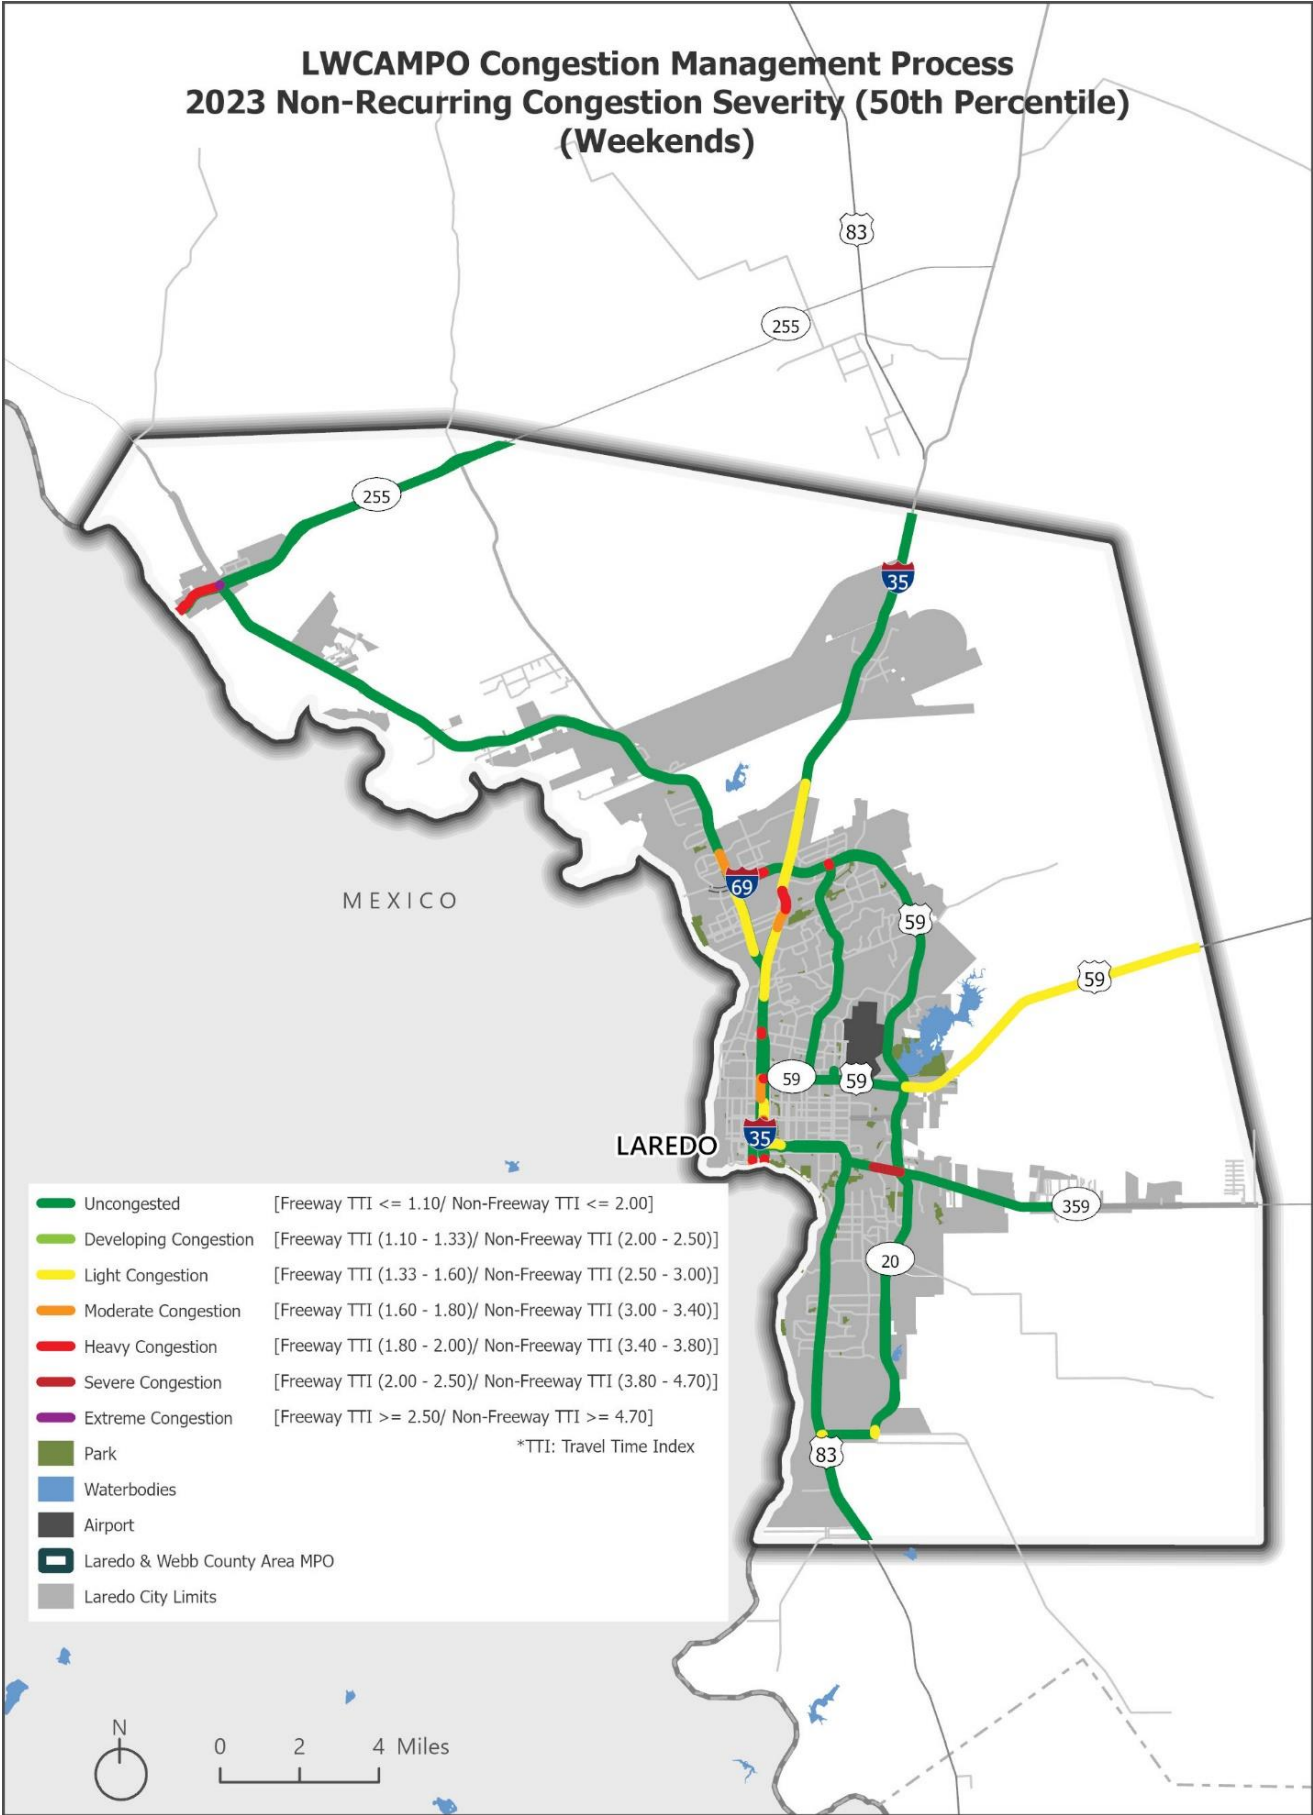 LWCAMPO Congestion Management Process
2023 Non-Recurring Congestion Severity (50th Percentile)
(Weekends)
83
255
255
35
MEXICO
69
59
59
59
59
LAREDO
35
359
20
83
Uncongested [Freeway TTI <= 1.10/ Non-Freeway TTI <= 2.00]
Developing Congestion [Freeway TTI (1.10 - 1.33)/ Non-Freeway TTI (2.00 - 2.50)]
Light Congestion [Freeway TTI (1.33 - 1.60)/ Non-Freeway TTI (2.50 - 3.00)]
Moderate Congestion [Freeway TTI (1.60 - 1.80)/ Non-Freeway TTI (3.00 - 3.40)]
Heavy Congestion [Freeway TTI (1.80 - 2.00)/ Non-Freeway TTI (3.40 - 3.80)]
Severe Congestion [Freeway TTI (2.00 - 2.50)/ Non-Freeway TTI (3.80 - 4.70)]
Extreme Congestion [Freeway TTI >= 2.50/ Non-Freeway TTI >= 4.70]
*TTI: Travel Time Index
Park
Waterbodies
Airport
Laredo & Webb County Area MPO
Laredo City Limits
N
0 2 4 Miles